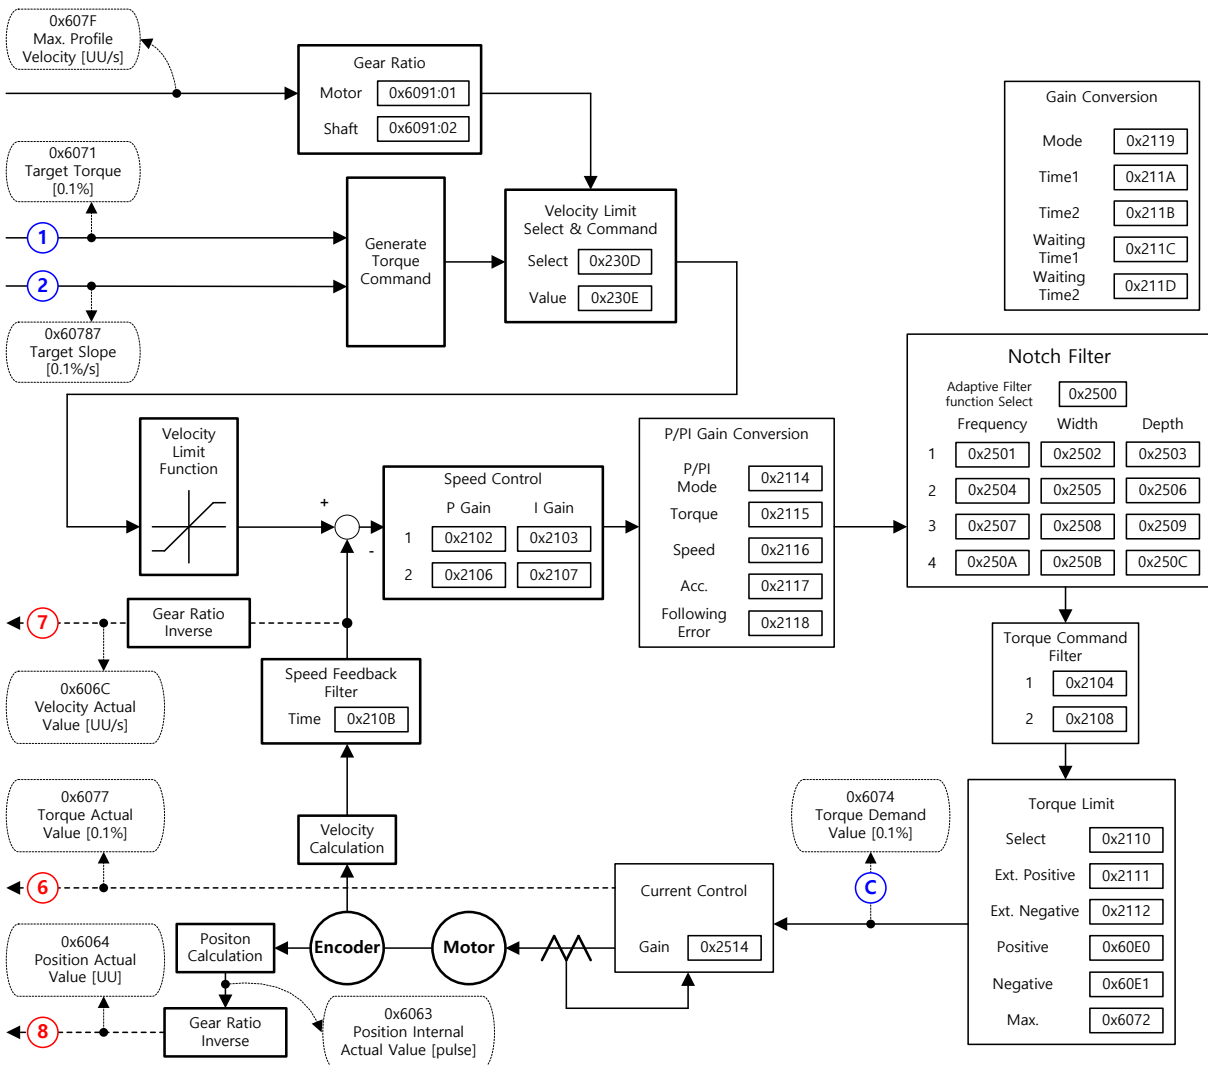 0x607F
Max. Profile
Velocity [UU/s]
Gear Ratio
Motor 0x6091:01
Shaft 0x6091:02
Gain Conversion
Mode 0x2119
Time1 0x211A
Time2 0x211B
Waiting
Time1 0x211C
Waiting
Time2 0x211D
0x6071
Target Torque
[0.1%]
1
2
0x60787
Target Slope
[0.1%/s]
Generate
Torque
Command
Velocity Limit
Select & Command
Select 0x230D
Value 0x230E
Notch Filter
Adaptive Filter
function Select 0x2500
Frequency Width Depth
1 0x2501 0x2502 0x2503
2 0x2504 0x2505 0x2506
3 0x2507 0x2508 0x2509
4 0x250A 0x250B 0x250C
Velocity
Limit
Function
+
-
Speed Control
P Gain I Gain
1 0x2102 0x2103
2 0x2106 0x2107
P/PI Gain Conversion
P/PI
Mode 0x2114
Torque 0x2115
Speed 0x2116
Acc. 0x2117
Following
Error 0x2118
7
Gear Ratio
Inverse
0x606C
Velocity Actual
Value [UU/s]
Speed Feedback
Filter
Time 0x210B
Torque Command
Filter
1 0x2104
2 0x2108
0x6077
Torque Actual
Value [0.1%]
Velocity
Calculation
0x6074
Torque Demand
Value [0.1%]
Torque Limit
Select 0x2110
Ext. Positive 0x2111
Ext. Negative 0x2112
Positive 0x60E0
Negative 0x60E1
Max. 0x6072
6
C
Current Control
Gain 0x2514
0x6064
Position Actual
Value [UU]
Positon
Calculation
Encoder
Motor
8
Gear Ratio
Inverse
0x6063
Position Internal
Actual Value [pulse]